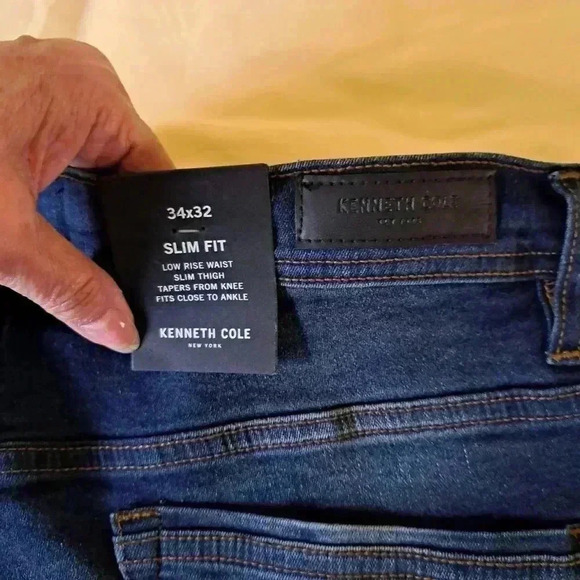 34x32
SLIM FIT
LOW RISE WAIST
SLIM THIGH
TAPERS FROM KNEE
FITS CLOSE TO ANKLE
KENNETH COLE
NEW YORK
KENNETH COLE
NEW YORK